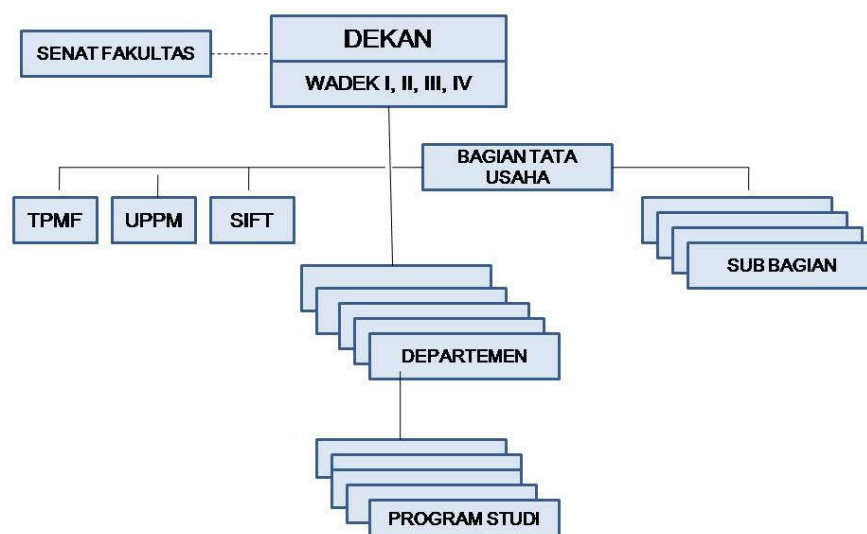 DEKAN
SENAT FAKULTAS
WADEK I, II, III, IV
BAGIAN TATA
USAHA
TPMF
UPPM
SIFT
SUB BAGIAN
DEPARTEMEN
PROGRAM STUDI